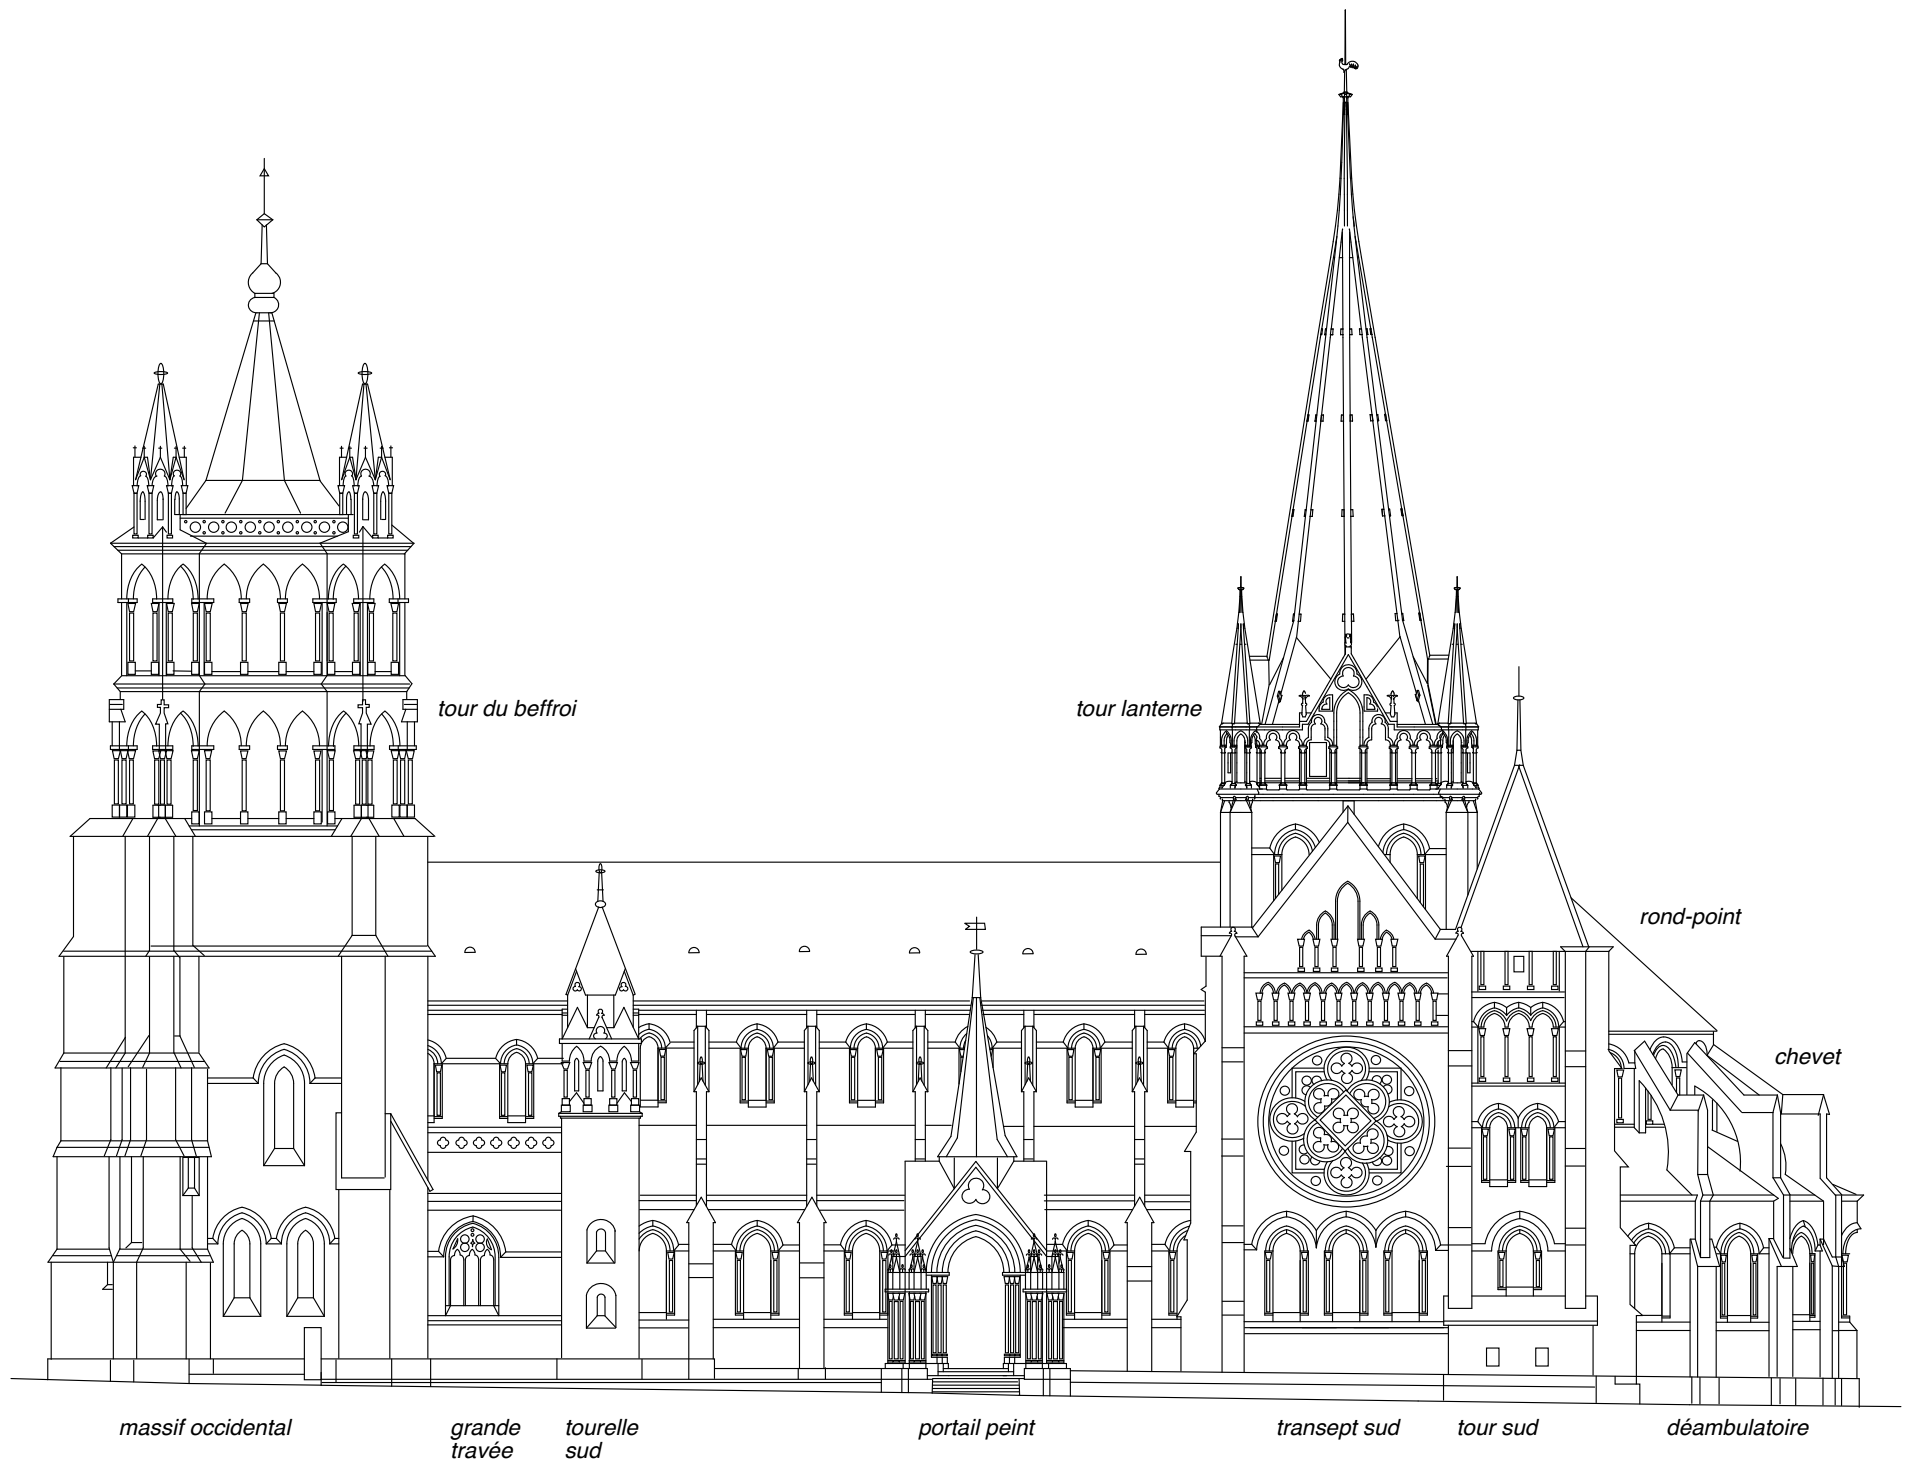 tour du beffroi
tour lanterne
rond-point
chevet
massif occidental
grande
travée
tourelle
sud
portail peint
transept sud
tour sud
déambulatoire